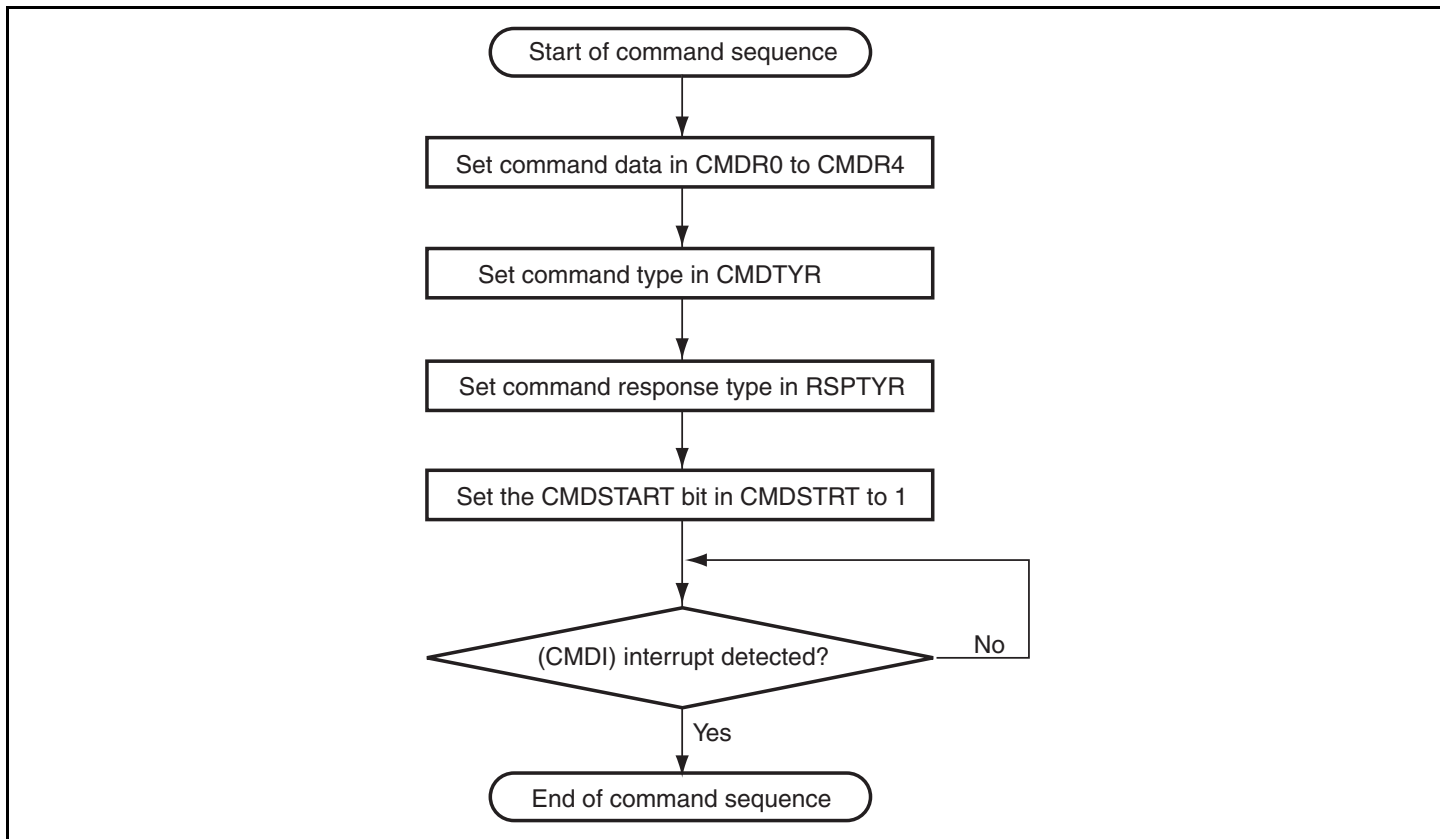 Start of command sequence
Set command data in CMDR0 to CMDR4
Set command type in CMDTYR
Set command response type in RSPTYR
Set the CMDSTART bit in CMDSTRT to 1
(CMDI) interrupt detected?
No
Yes
End of command sequence